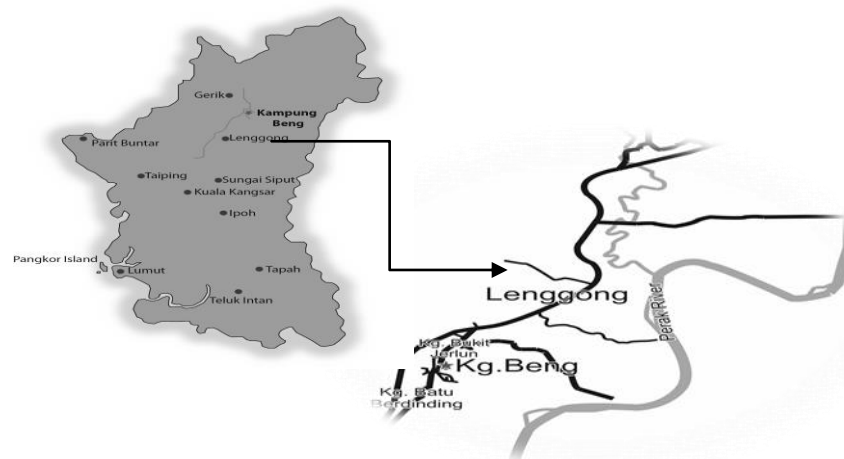 Gerik
Kampung
Beng
Parit Buntar
Lenggong
Taiping
Sungai Siput
Kuala Kangsar
Ipoh
Pangkor Island
Lumut
Tapah
Teluk Intan
Lenggong
Perak River
Kg. Bukit
Jerlun
Kg.Beng
Kg. Batu
Berdinding